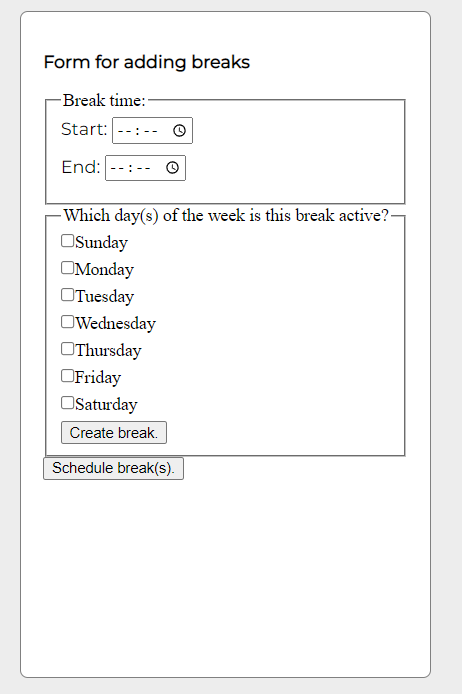 Form for adding breaks
Break time:
Start: --:--
End: --:--
Which day(s) of the week is this break active?
Sunday
Monday
Tuesday
Wednesday
Thursday
Friday
Saturday
Create break.
Schedule break(s).